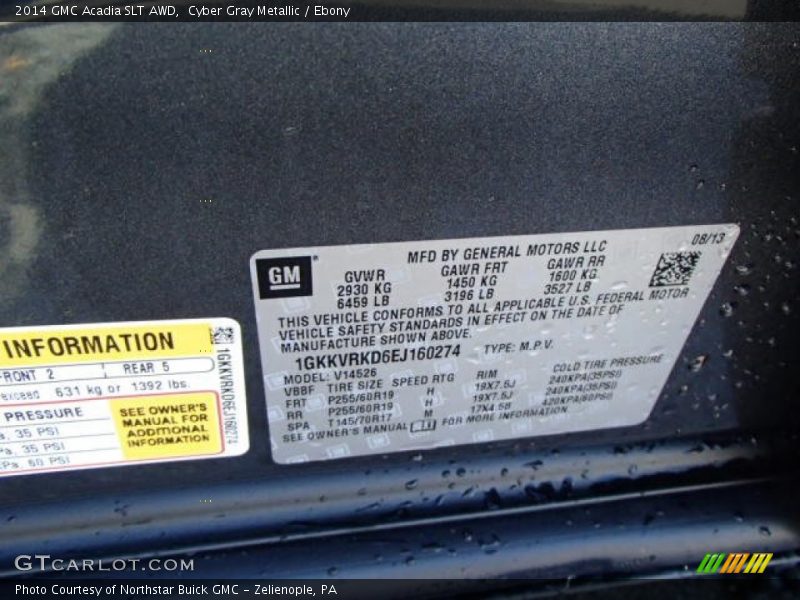 2014 GMC Acadia SLT AWD, Cyber Gray Metallic / Ebony
GM
MFD BY GENERAL MOTORS LLC
08/13
GVWR GAWR FRT GAWR RR
2930 KG 1450 KG 1600 KG
6459 LB 3196 LB 3527 LB
THIS VEHICLE CONFORMS TO ALL APPLICABLE U.S. FEDERAL MOTOR
VEHICLE SAFETY STANDARDS IN EFFECT ON THE DATE OF
MANUFACTURE SHOWN ABOVE.
1GKKVRKD6EJ160274 TYPE: M.P.V.
MODEL: V14526
VBBF TIRE SIZE SPEED RTG RIM COLD TIRE PRESSURE
FRT P255/60R19 H 19X7.5J 240KPA/35PSI
RR P255/60R19 H 19X7.5J 240KPA/35PSI
SPA T145/70R17 M 17X4.5B 420KPA/60PSI
SEE OWNER'S MANUAL FOR MORE INFORMATION
INFORMATION
FRONT 2 REAR 5
631 kg or 1392 lbs.
PRESSURE
35 PSI
35 PSI
60 PSI
SEE OWNER'S
MANUAL FOR
ADDITIONAL
INFORMATION
1GKKVRKD6EJ160274
GTCARLOT.COM
Photo Courtesy of Northstar Buick GMC - Zelienople, PA